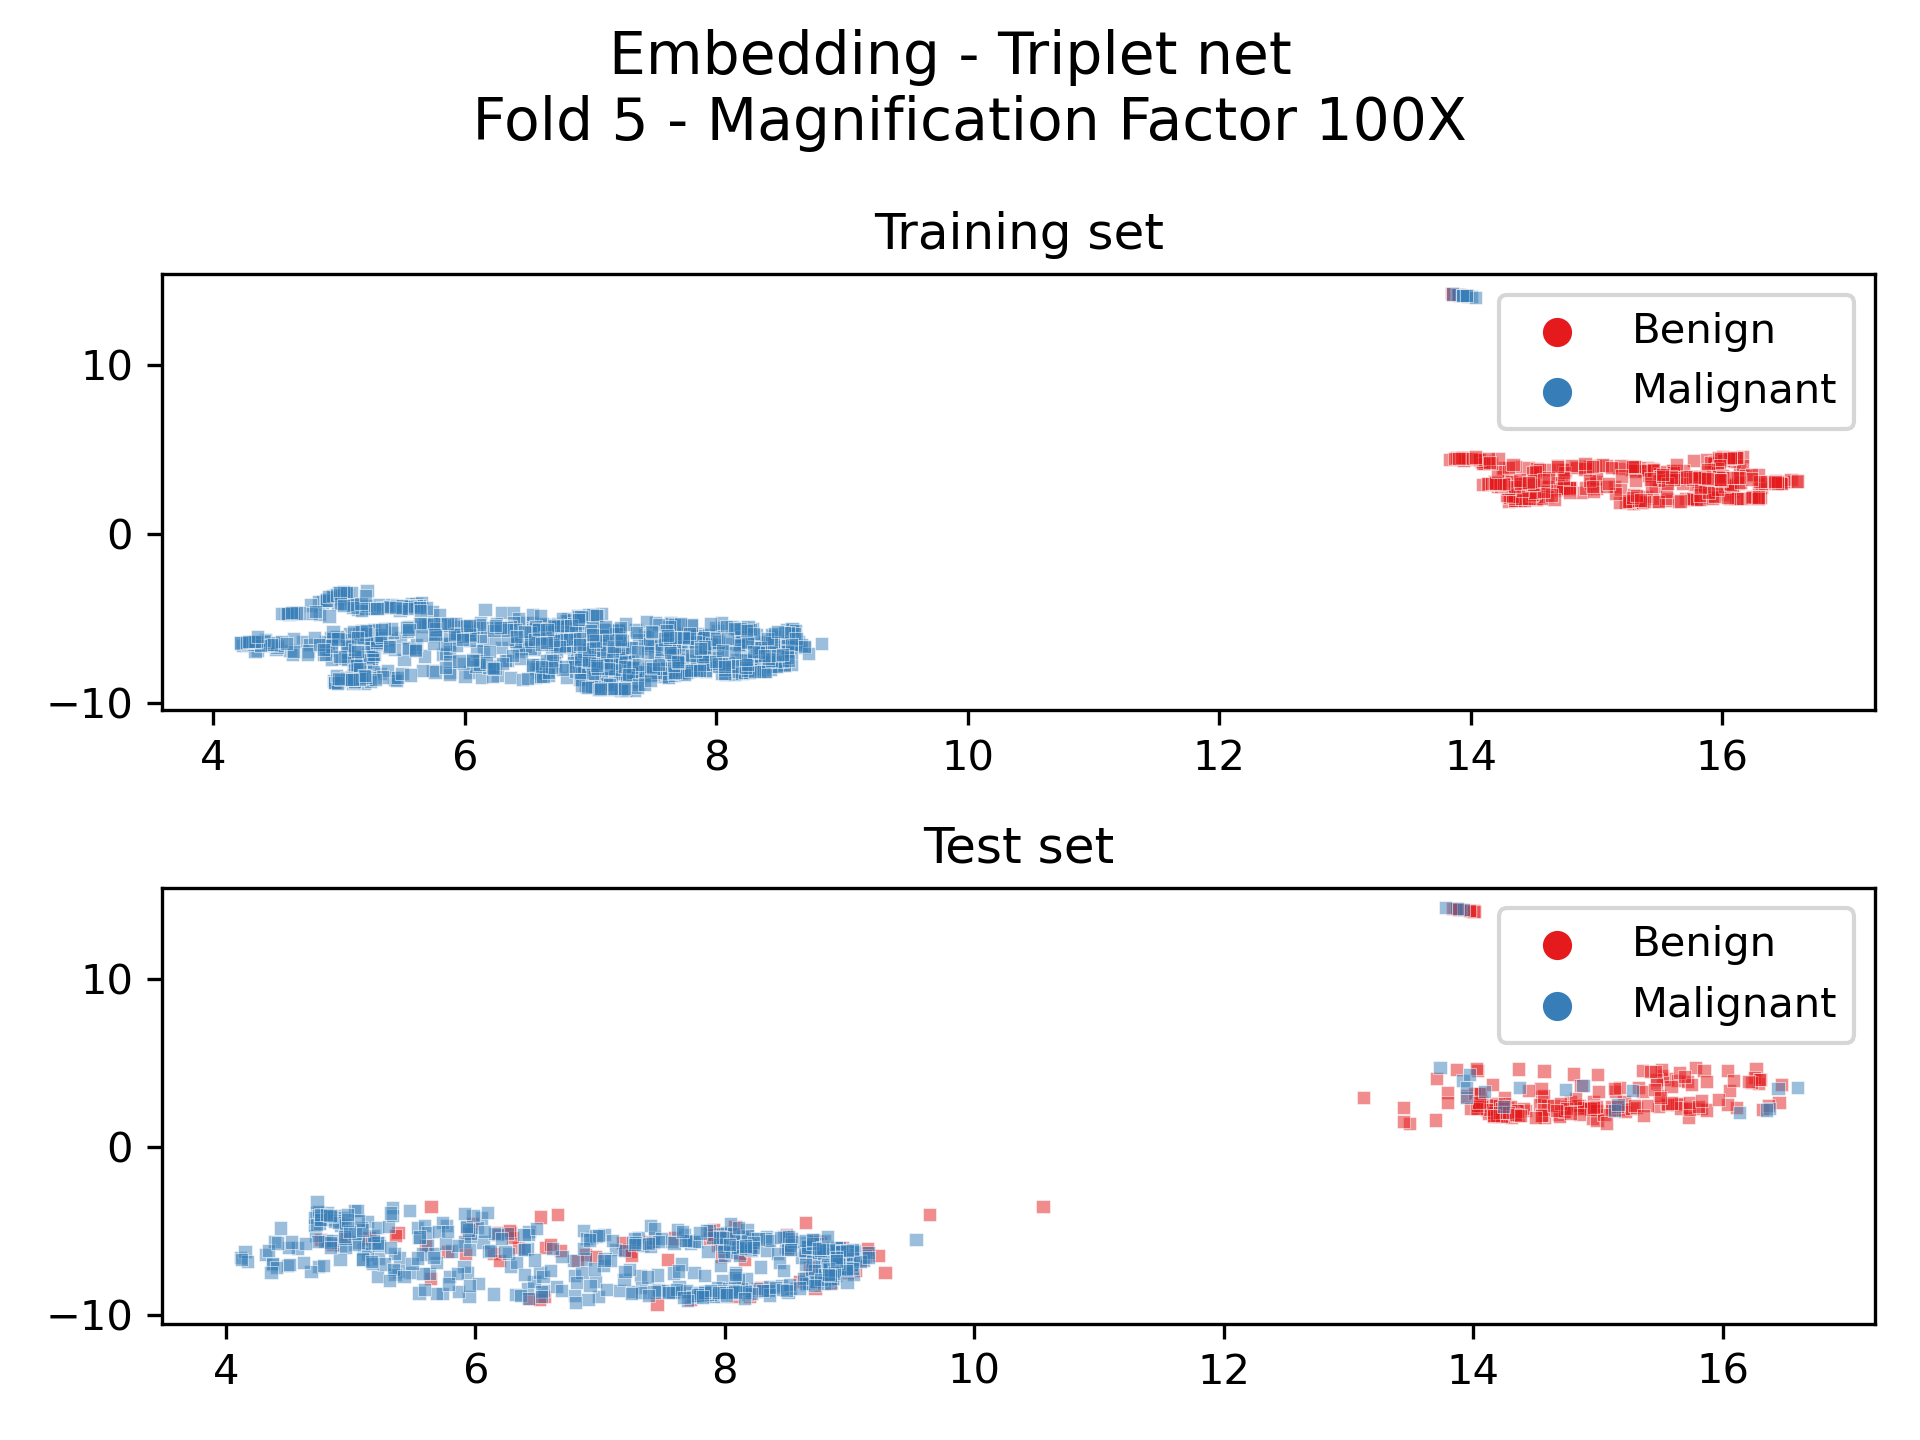 Embedding - Triplet net
Fold 5 - Magnification Factor 100X
Training set
Benign
Malignant
10
0
−10
4 6 8 10 12 14 16
Test set
Benign
Malignant
10
0
−10
4 6 8 10 12 14 16